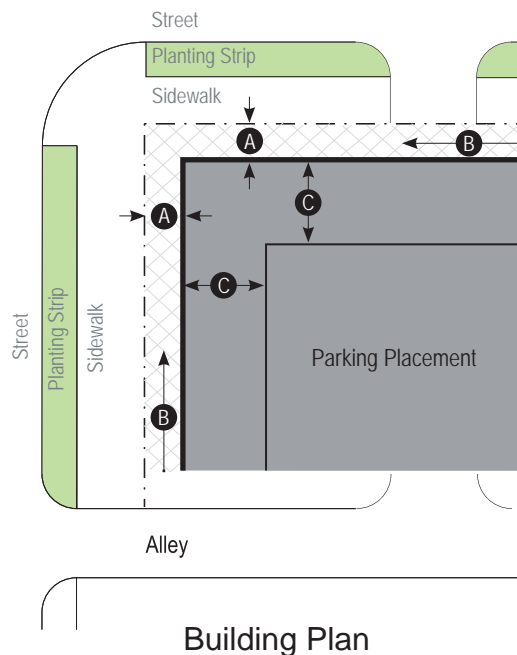 Street
Planting Strip
Sidewalk
A
B
C
A
C
Parking Placement
Street
Planting Strip
Sidewalk
B
Alley
Building Plan